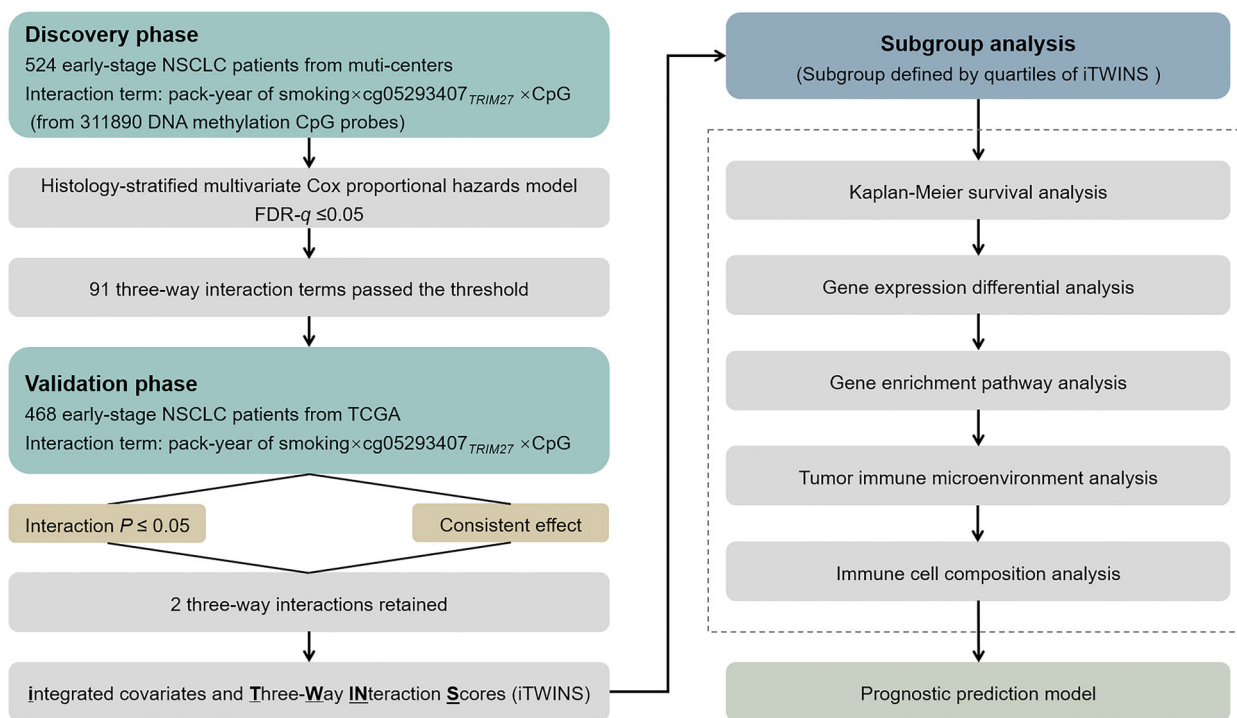 Discovery phase
524 early-stage NSCLC patients from muti-centers
Interaction term: pack-year of smoking×cg05293407TRIM27 ×CpG
(from 311890 DNA methylation CpG probes)
Histology-stratified multivariate Cox proportional hazards model
FDR-q ≤0.05
91 three-way interaction terms passed the threshold
Validation phase
468 early-stage NSCLC patients from TCGA
Interaction term: pack-year of smoking×cg05293407TRIM27 ×CpG
Interaction P ≤ 0.05
Consistent effect
2 three-way interactions retained
integrated covariates and Three-Way INteraction Scores (iTWINS)
Subgroup analysis
(Subgroup defined by quartiles of iTWINS )
Kaplan-Meier survival analysis
Gene expression differential analysis
Gene enrichment pathway analysis
Tumor immune microenvironment analysis
Immune cell composition analysis
Prognostic prediction model